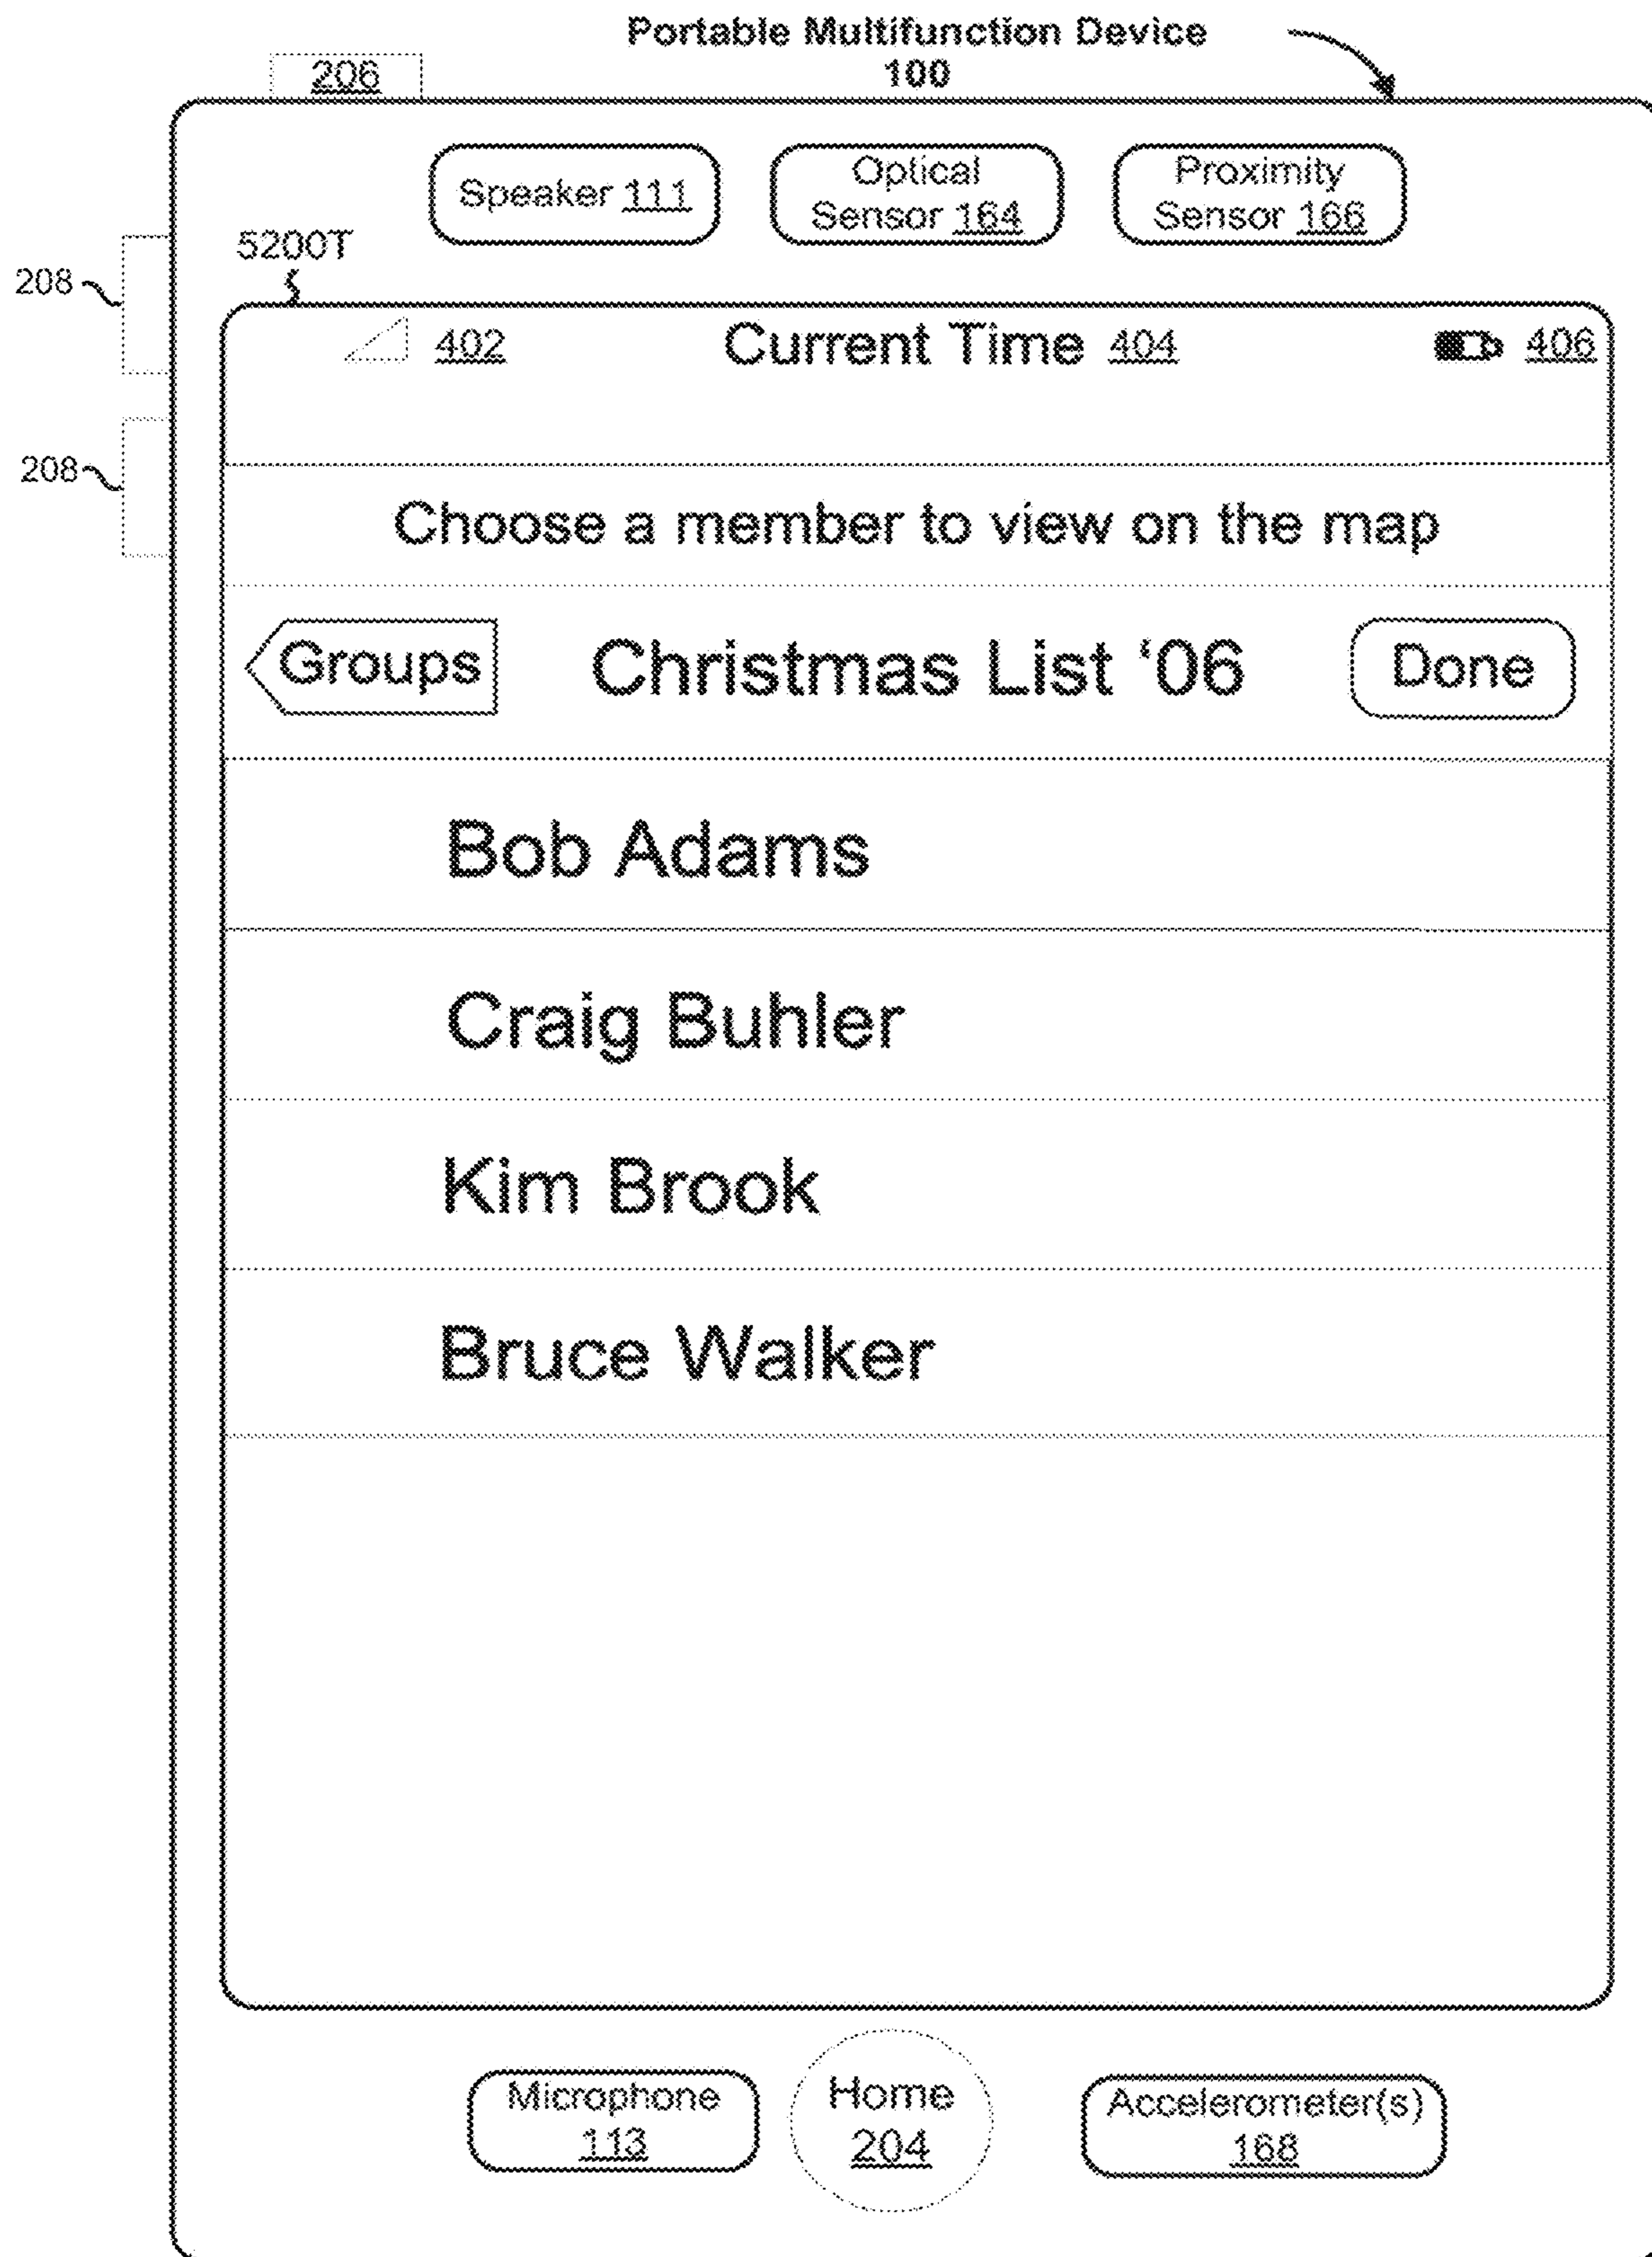 Portable Multifunction Device
100
206
Speaker 111
Optical
Sensor 164
Proximity
Sensor 166
5200T
208
402
Current Time 404
406
208
Choose a member to view on the map
Groups
Christmas List ‘06
Done
Bob Adams
Craig Buhler
Kim Brook
Bruce Walker
Microphone
113
Home
204
Accelerometer(s)
168